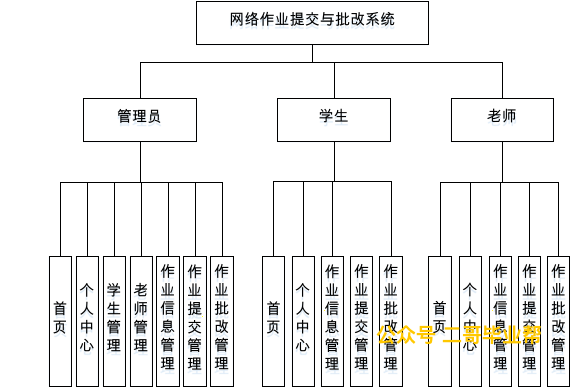 网络作业提交与批改系统
管理员
学生
老师
首页
个人中心
学生管理
老师管理
作业信息管理
作业提交管理
作业批改管理
首页
个人中心
作业信息管理
作业提交管理
作业批改管理
首页
个人中心
作业信息管理
作业提交管理
作业批改管理
公众号 二哥毕业帮